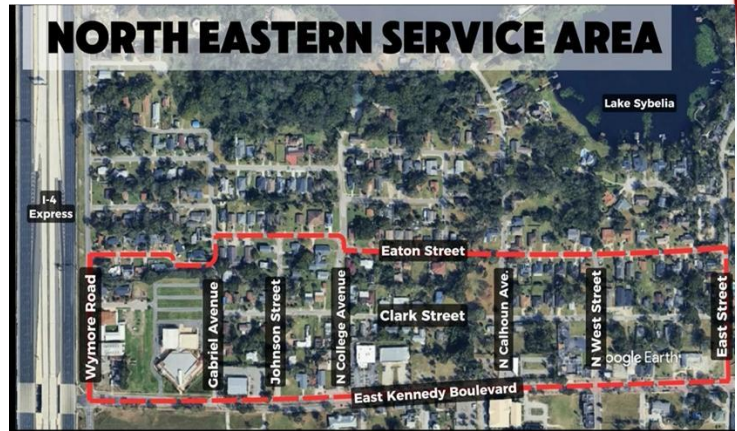 NORTH EASTERN SERVICE AREA
Lake Sybelia
I-4
Express
Eaton Street
Wymore Road
Gabriel Avenue
Johnson Street
N College Avenue
Clark Street
N Calhoun Ave.
N West Street
East Street
oogle Earth
East Kennedy Boulevard